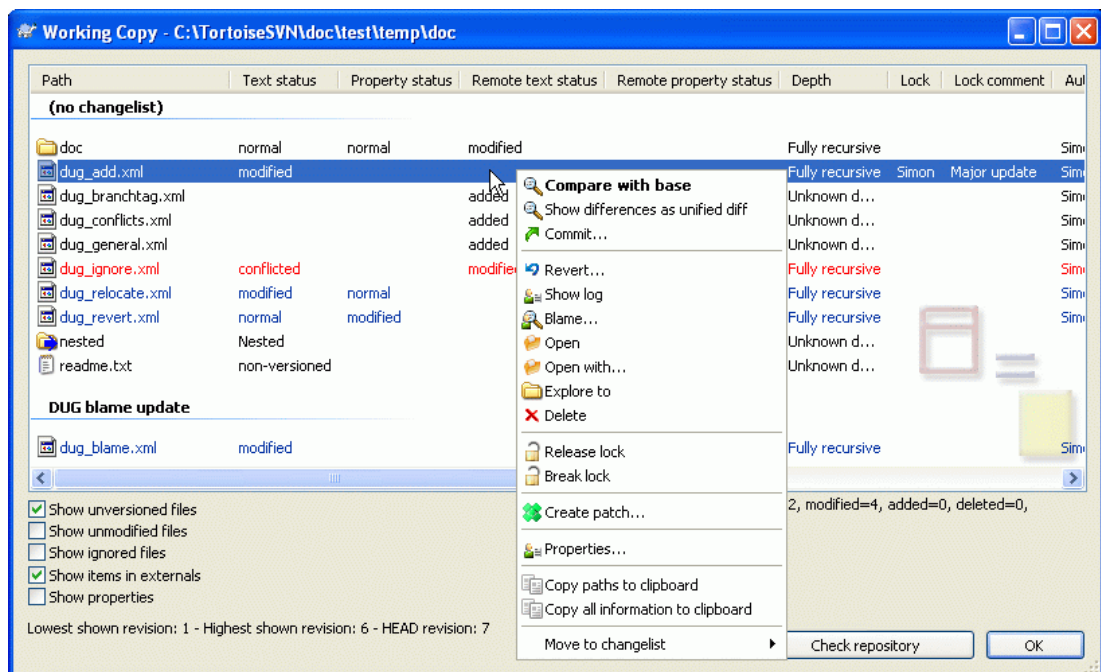 Working Copy - C:\TortoiseSVN\doc\test\temp\doc
Path Text status Property status Remote text status Remote property status Depth Lock Lock comment
(no changelist)
doc normal normal modified Fully recursive
dug_add.xml modified Fully recursive Simon Major update
dug_branchtag.xml added Unknown d...
dug_conflicts.xml added Unknown d...
dug_general.xml added Unknown d...
dug_ignore.xml conflicted modified Fully recursive
dug_relocate.xml modified normal Fully recursive
dug_revert.xml normal modified Fully recursive
nested Nested Unknown d...
readme.txt non-versioned Unknown d...
DUG blame update
dug_blame.xml modified Fully recursive
Compare with base
Show differences as unified diff
Commit...
Revert...
Show log
Blame...
Open
Open with...
Explore to
Delete
Release lock
Break lock
Create patch...
Properties...
Copy paths to clipboard
Copy all information to clipboard
Move to changelist
Show unversioned files
Show unmodified files
Show ignored files
Show items in externals
Show properties
2, modified=4, added=0, deleted=0,
Lowest shown revision: 1 - Highest shown revision: 6 - HEAD revision: 7
Check repository
OK